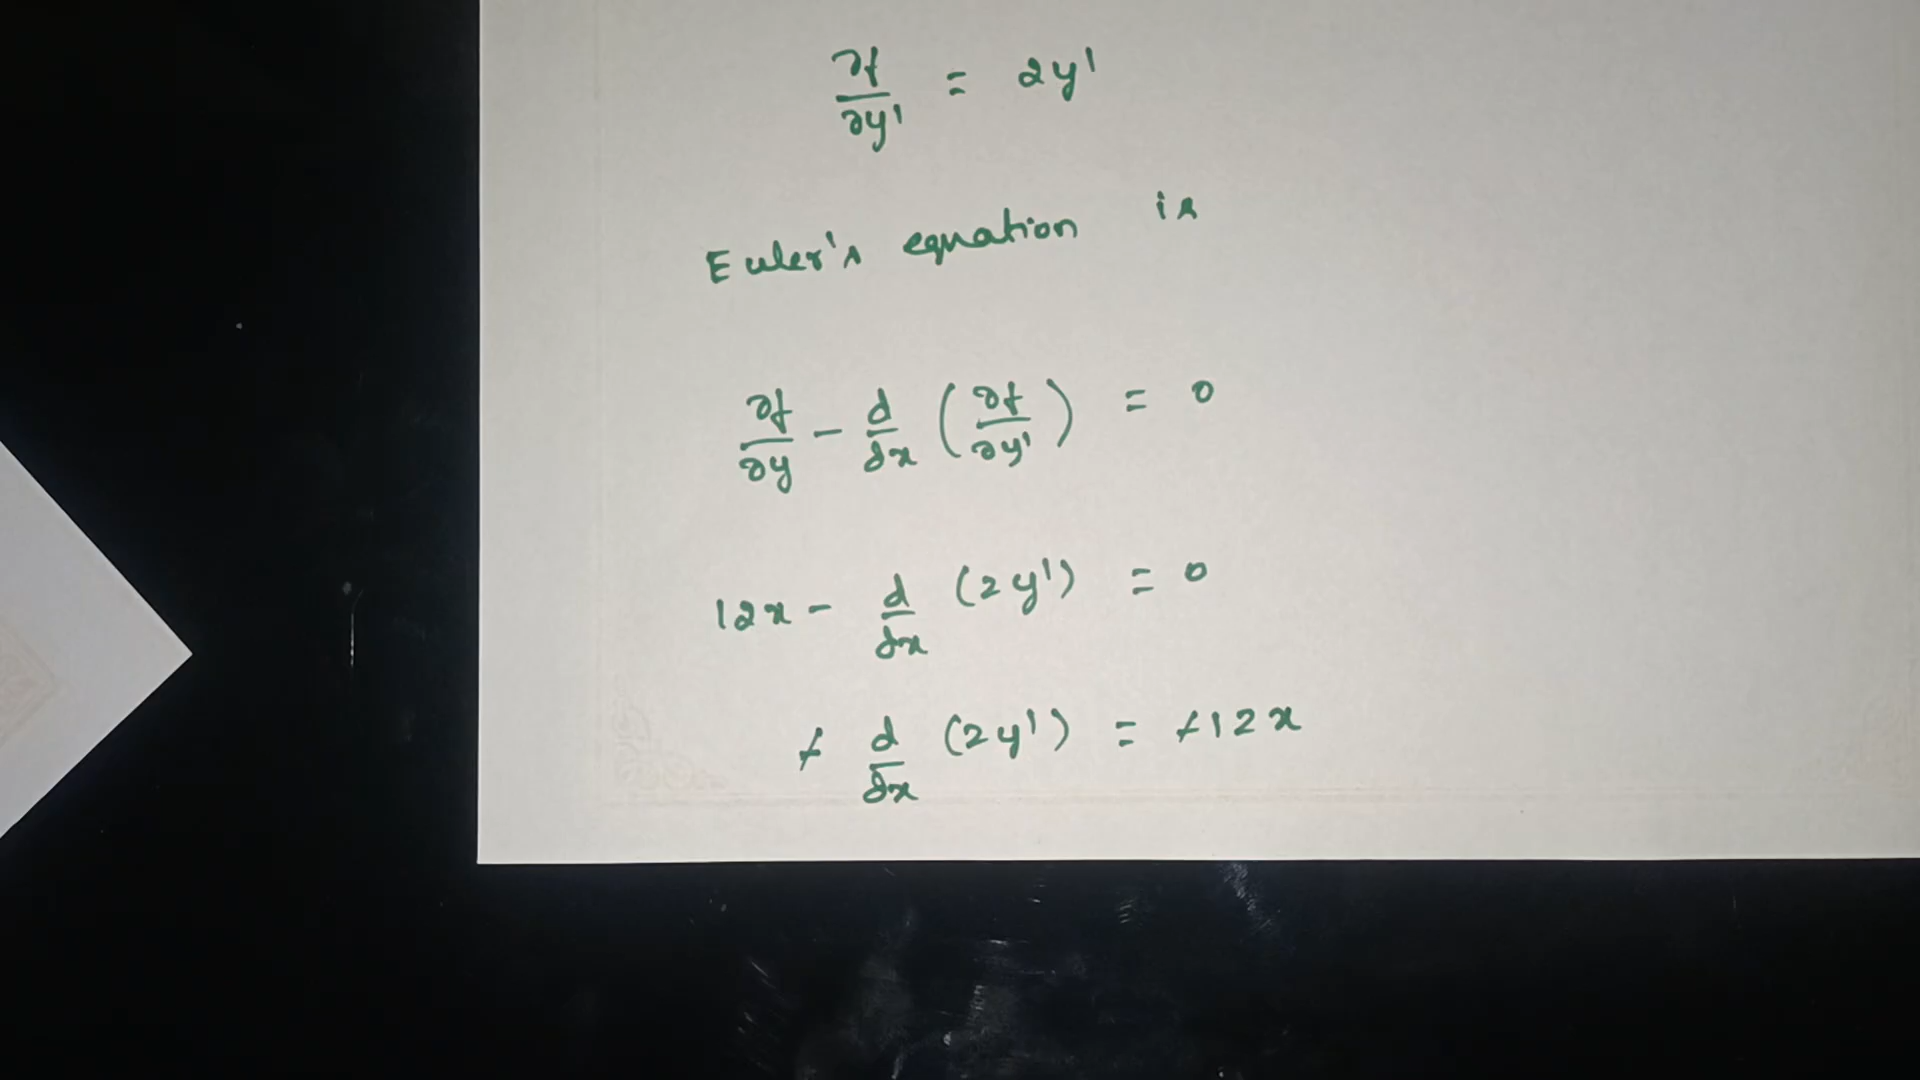 ∂f/∂y' = 2y'
Euler's equation is
∂f/∂y - d/dx (∂f/∂y') = 0
12x - d/dx (2y') = 0
≁ d/dx (2y') = ≁12x